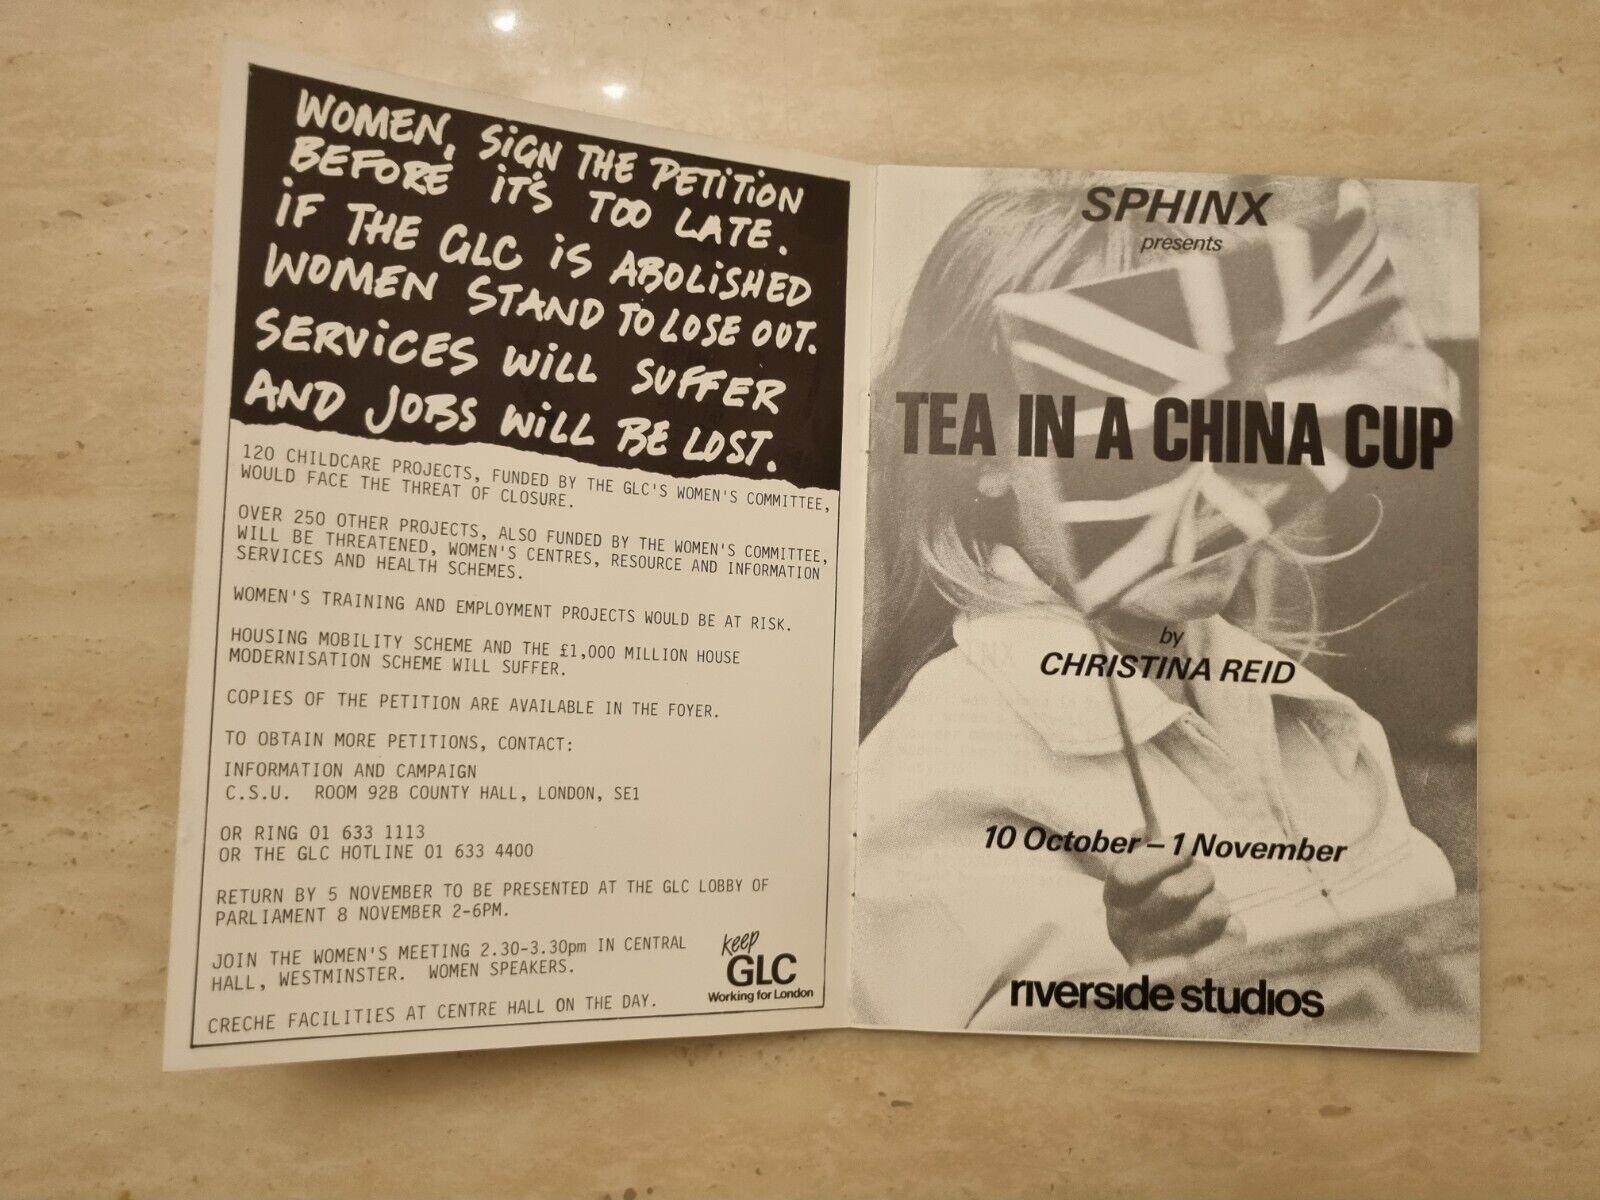 WOMEN, SiGN THE PETiTiON
BEFORE iT'S TOO LATE.
iF THE GLC iS ABOLiSHED
WOMEN STAND TO LOSE OUT.
SERViCES WiLL SUFFER
AND JOBS WiLL BE LOST.
120 CHILDCARE PROJECTS, FUNDED BY THE GLC'S WOMEN'S COMMITTEE,
WOULD FACE THE THREAT OF CLOSURE.
OVER 250 OTHER PROJECTS, ALSO FUNDED BY THE WOMEN'S COMMITTEE,
WILL BE THREATENED, WOMEN'S CENTRES, RESOURCE AND INFORMATION
SERVICES AND HEALTH SCHEMES.
WOMEN'S TRAINING AND EMPLOYMENT PROJECTS WOULD BE AT RISK.
HOUSING MOBILITY SCHEME AND THE £1,000 MILLION HOUSE
MODERNISATION SCHEME WILL SUFFER.
COPIES OF THE PETITION ARE AVAILABLE IN THE FOYER.
TO OBTAIN MORE PETITIONS, CONTACT:
INFORMATION AND CAMPAIGN
C.S.U. ROOM 92B COUNTY HALL, LONDON, SE1
OR RING 01 633 1113
OR THE GLC HOTLINE 01 633 4400
RETURN BY 5 NOVEMBER TO BE PRESENTED AT THE GLC LOBBY OF
PARLIAMENT 8 NOVEMBER 2-6PM.
JOIN THE WOMEN'S MEETING 2.30-3.30pm IN CENTRAL
HALL, WESTMINSTER. WOMEN SPEAKERS.
CRECHE FACILITIES AT CENTRE HALL ON THE DAY.
keep
GLC
Working for London
SPHINX
presents
TEA IN A CHINA CUP
by
CHRISTINA REID
10 October – 1 November
riverside studios